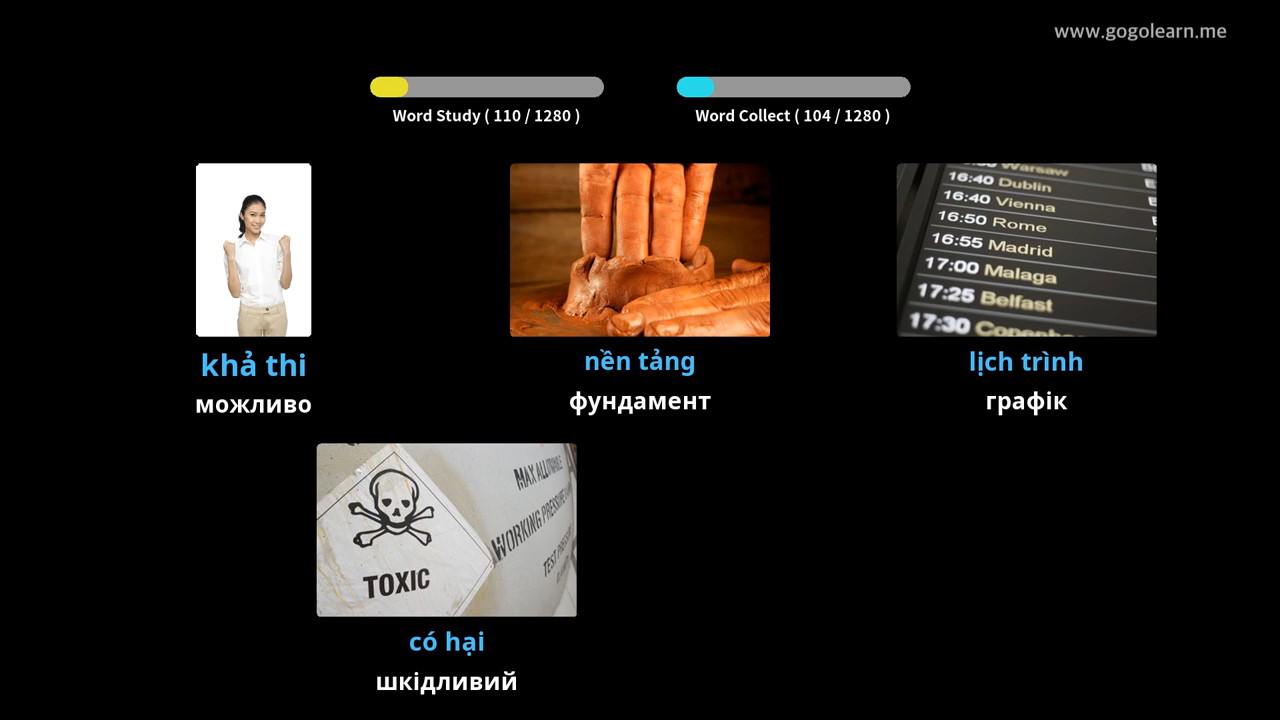 www.gogolearn.me
Word Study ( 110 / 1280 )
Word Collect ( 104 / 1280 )
Warsaw
16:40 Dublin
16:40 Vienna
16:50 Rome
16:55 Madrid
17:00 Malaga
17:25 Belfast
17:30
khả thi
можливо
nền tảng
фундамент
lịch trình
графік
TOXIC
MAX ALLOWABLE
WORKING PRESSURE
TEST
có hại
шкідливий